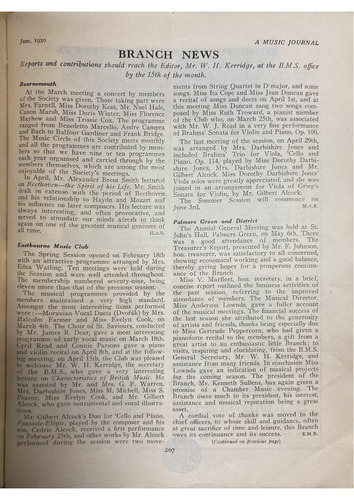 June, 1950
A MUSIC JOURNAL
BRANCH NEWS
Reports and contributions should reach the Editor, Mr. W. H. Kerridge, at the B.M.S. office
by the 15th of the month.
Bournemouth
At the March meeting a concert by members
of the Society was given. Those taking part were
Mrs. Farnell, Miss Dorothy Kent, Mr. Noel Hale,
Canon Marsh, Miss Doris Winter, Miss Florence
Mayhew and Miss Trissie Cox. The programme
ranged from Benedetto Marcello, Andre Campra
and Bach to Balfour Gardiner and Frank Bridge.
The Music Circle of this Society meets monthly
and all the programmes are contributed by mem-
bers so that we have nine or ten programmes
each year organised and carried through by the
members themselves, which are among the most
enjoyable of the Society's meetings.
In April, Mr. Alexander Brent Smith lectured
on Beethoven—the Spirit of his Life. Mr. Smith
dealt in extenso with the period of Beethoven
and his relationship to Haydn and Mozart and
his influence on later composers. His lecture was
always interesting, and often provocative, and
served to stimulate our minds afresh to think
again on one of the greatest musical geniuses of
all time.
Eastbourne Music Club
The Spring Session opened on February 18th
with an attractive programme arranged by Mrs.
Edna Watling. Ten meetings were held during
the Session and were well attended throughout.
The membership numbered seventy-nine, being
eleven more than that of the previous session.
The musical programmes provided by the
members maintained a very high standard.
Amongst the most interesting items performed
were :—Moravian Vocal Duets (Dvořák) by Mrs.
Malcolm Farmer and Miss Evelyn Cook, on
March 4th. The Choir of St. Saviours, conducted
by Mr. James R. Dear, gave a most interesting
programme of early vocal music on March 18th.
Cyril Read and Connie Parsons gave a piano
and violin recital on April 8th, and at the follow-
ing meeting, on April 15th, the Club was pleased
to welcome Mr. W. H. Kerridge, the secretary
of the B.M.S., who gave a very interesting
lecture on Characteristics of British Music. He
was assisted by Mr. and Mrs. G. F. Warren,
Mrs. Darbishire Jones, Miss M. Michell, Miss S.
Pearce, Miss Evelyn Cook, and Mr. Gilbert
Alcock, who gave instrumental and vocal illustra-
tions.
Mr. Gilbert Alcock's Duo for 'Cello and Piano,
Fantasie-Elégie, played by the composer and his
son, Cedric Alcock, received a first performance
on February 25th, and other works by Mr. Alcock
performed during the session were two move-
ments from String Quartet in D major, and some
songs. Miss Ita Cope and Miss Jean Duncan gave
a recital of songs and duets on April 1st, and at
this meeting Miss Duncan sang two songs com-
posed by Miss Ruth Troward, a pianist member
of the Club who, on March 25th, was associated
with Mr. W. J. Read in a very fine performance
of Brahms' Sonata for Violin and Piano, Op. 100.
The last meeting of the session, on April 29th,
was arranged by Mrs. Darbishire Jones and
included Brahms' Trio for Viola, 'Cello and
Piano, Op. 114, played by Miss Dorothy Darbi-
shire Jones, Mrs. Darbishire Jones and Mr.
Gilbert Alcock. Miss Dorothy Darbishire Jones'
Viola solos were greatly appreciated, and she was
joined in an arrangement for Viola of Grieg's
Sonata for Violin, by Mr. Gilbert Alcock.
The Summer Session will commence on
June 3rd.
Palmers Green and District
The Annual General Meeting was held at St.
John's Hall, Palmers Green, on May 6th. There
was a good attendance of members. The
Treasurer's Report, presented by Mr. F. Johnson,
hon. treasurer, was satisfactory to all concerned,
showing economical working and a good balance,
thereby giving hopes for a prosperous continu-
ance of the Branch.
Miss V. Martin, hon. secretary, in a brief,
concise report outlined the business activities of
the past session, referring to the improved
attendance of members. The Musical Director,
Miss Anderson Lownds, gave a fuller account
of the musical meetings. The financial success of
the last season she attributed to the generosity
of artists and friends, thanks being especially due
to Miss Gertrude Peppercorn, who had given a
pianoforte recital to the members, a gift from a
great artist to an enthusiastic little Branch; to
visits, inspiring and elucidating, from the B.M.S.
General Secretary, Mr. W. H. Kerridge, and
assistance from many friends. In conclusion Miss
Lownds gave an indication of musical projects
for the coming season. The president of the
Branch, Mr. Kenneth Sellens, has again given a
promise of a Chamber Music evening. The
Branch owes much to its president, his interest,
assistance and musical reputation being a great
asset.
A cordial vote of thanks was moved to the
chief officers, to whose skill and guidance, often
at great sacrifice of time and leisure, this Branch
owes its continuance and its success.
(Continued on previous page)
207